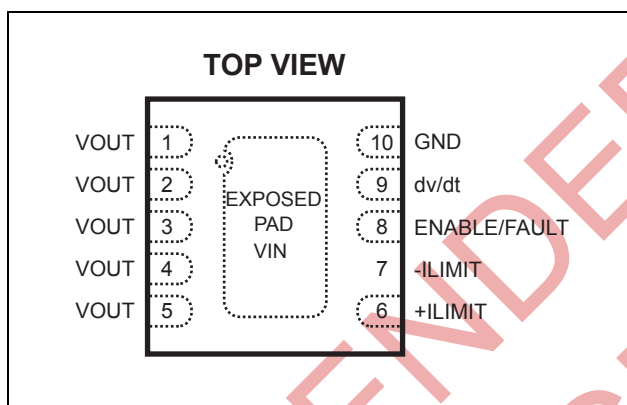 TOP VIEW
VOUT 1
VOUT 2
VOUT 3
VOUT 4
VOUT 5
EXPOSED
PAD
VIN
10 GND
9 dv/dt
8 ENABLE/FAULT
7 -ILIMIT
6 +ILIMIT